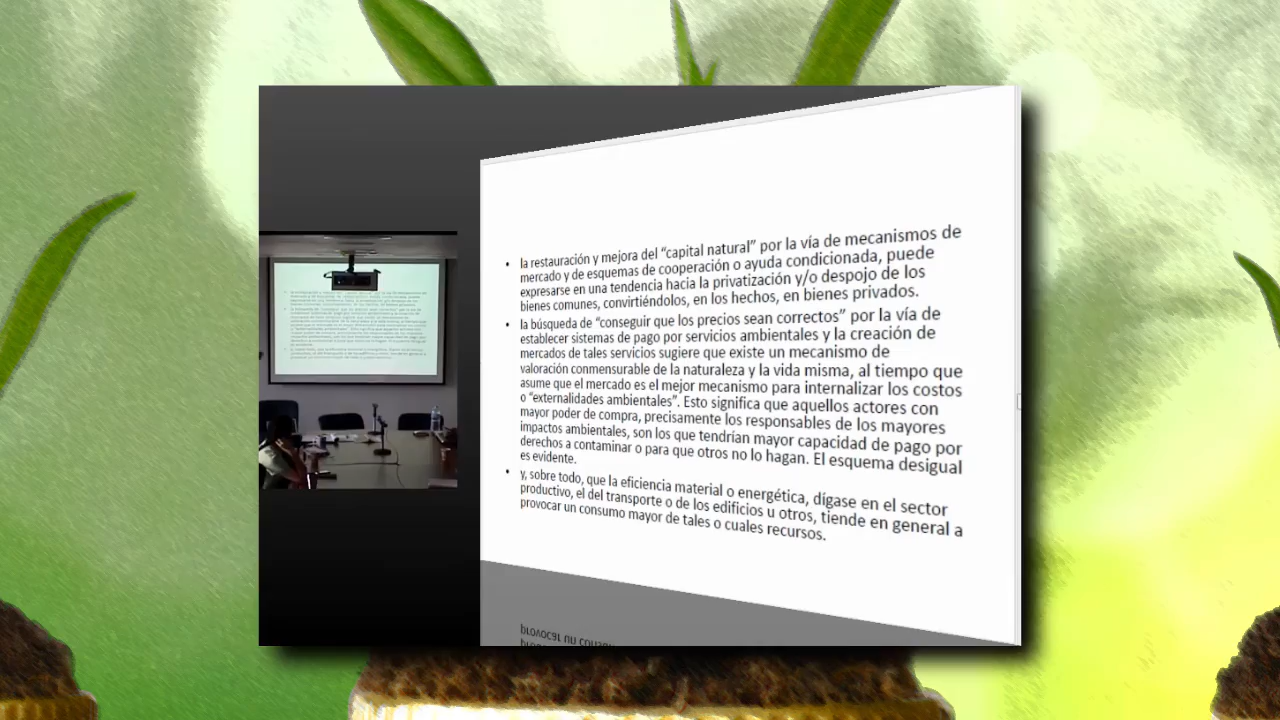 • la restauración y mejora del “capital natural” por la vía de mecanismos de
mercado y de esquemas de cooperación o ayuda condicionada, puede
expresarse en una tendencia hacia la privatización y/o despojo de los
bienes comunes, convirtiéndolos, en los hechos, en bienes privados.
• la búsqueda de “conseguir que los precios sean correctos” por la vía de
establecer sistemas de pago por servicios ambientales y la creación de
mercados de tales servicios sugiere que existe un mecanismo de
valoración conmensurable de la naturaleza y la vida misma, al tiempo que
asume que el mercado es el mejor mecanismo para internalizar los costos
o “externalidades ambientales”. Esto significa que aquellos actores con
mayor poder de compra, precisamente los responsables de los mayores
impactos ambientales, son los que tendrían mayor capacidad de pago por
derechos a contaminar o para que otros no lo hagan. El esquema desigual
es evidente.
• y, sobre todo, que la eficiencia material o energética, dígase en el sector
productivo, el del transporte o de los edificios u otros, tiende en general a
provocar un consumo mayor de tales o cuales recursos.